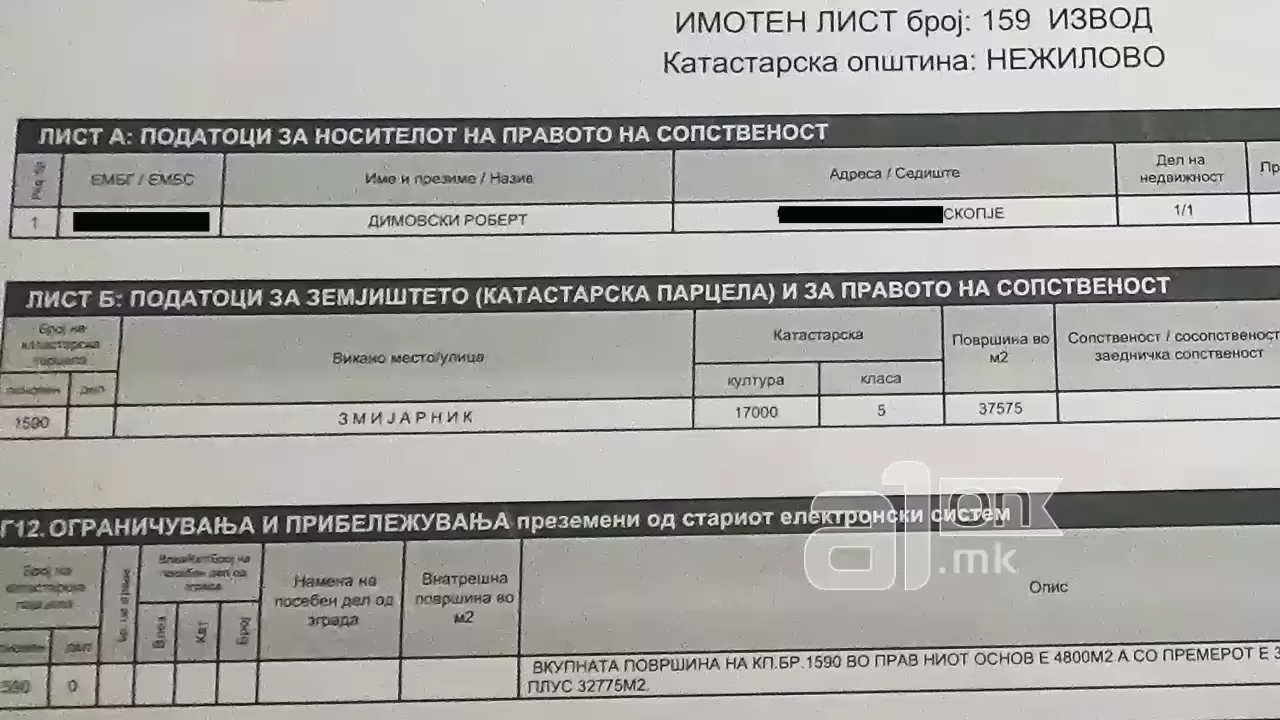 ИМОТЕН ЛИСТ број: 159 ИЗВОД
Катастарска општина: НЕЖИЛОВО
ЛИСТ А: ПОДАТОЦИ ЗА НОСИТЕЛОТ НА ПРАВОТО НА СОПСТВЕНОСТ
ЕМБГ / ЕМБС Име и презиме / Назив Адреса / Седиште Дел на недвижност
1 ДИМОВСКИ РОБЕРТ СКОПЈЕ 1/1
ЛИСТ Б: ПОДАТОЦИ ЗА ЗЕМЈИШТЕТО (КАТАСТАРСКА ПАРЦЕЛА) И ЗА ПРАВОТО НА СОПСТВЕНОСТ
Број на катастарска парцела Викано место/улица Катастарска Површина во м2 Сопственост / сосопственост заедничка сопственост
дел култура класа
1590 ЗМИЈАРНИК 17000 5 37575
Г12. ОГРАНИЧУВАЊА И ПРИБЕЛЕЖУВАЊА преземени од стариот електронски систем
Број на катастарска парцела Намена на посебен дел од зграда Внатрешна површина во м2 Опис
дел Влез Кат Број
590 0 ВКУПНАТА ПОВРШИНА НА КП.БР.1590 ВО ПРАВ НИОТ ОСНОВ Е 4800М2 А СО ПРЕМЕРОТ Е 3
ПЛУС 32775М2.
a1on
.mk